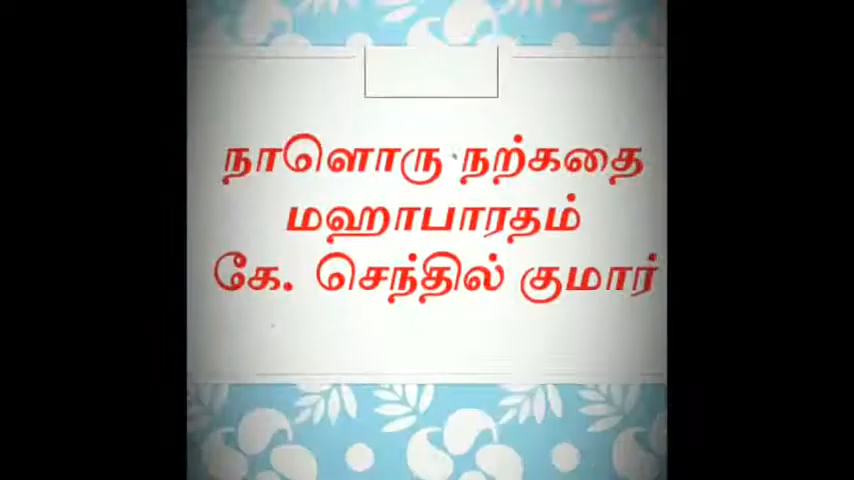 நாளொரு நற்கதை
மஹாபாரதம்
கே. செந்தில் குமார்